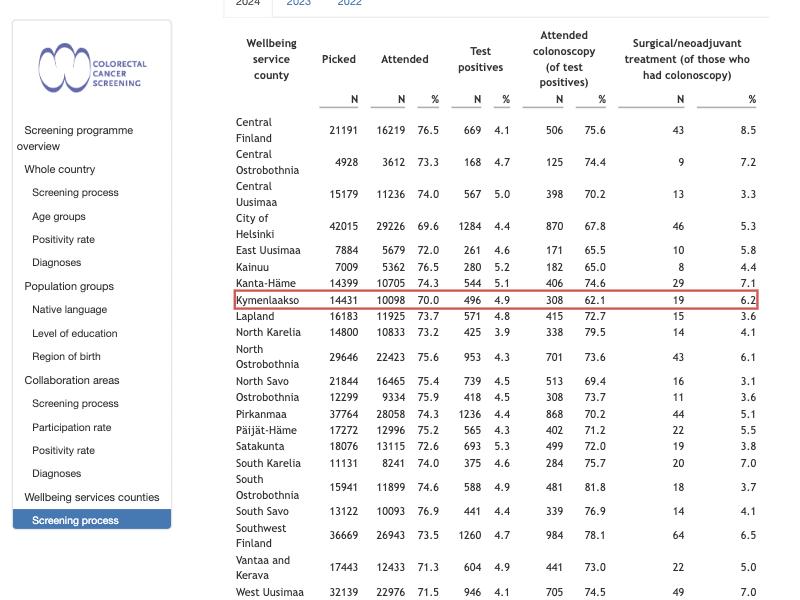 2024 2023 2022
COLORECTAL
CANCER
SCREENING
Screening programme
overview
Whole country
Screening process
Age groups
Positivity rate
Diagnoses
Population groups
Native language
Level of education
Region of birth
Collaboration areas
Screening process
Participation rate
Positivity rate
Diagnoses
Wellbeing services counties
Screening process
Wellbeing
service
county
Picked
Attended
Test
positives
Attended
colonoscopy
(of test
positives)
Surgical/neoadjuvant
treatment (of those who
had colonoscopy)
N N % N % N % N %
Central
Finland 21191 16219 76.5 669 4.1 506 75.6 43 8.5
Central
Ostrobothnia 4928 3612 73.3 168 4.7 125 74.4 9 7.2
Central
Uusimaa 15179 11236 74.0 567 5.0 398 70.2 13 3.3
City of
Helsinki 42015 29226 69.6 1284 4.4 870 67.8 46 5.3
East Uusimaa 7884 5679 72.0 261 4.6 171 65.5 10 5.8
Kainuu 7009 5362 76.5 280 5.2 182 65.0 8 4.4
Kanta-Häme 14399 10705 74.3 544 5.1 406 74.6 29 7.1
Kymenlaakso 14431 10098 70.0 496 4.9 308 62.1 19 6.2
Lapland 16183 11925 73.7 571 4.8 415 72.7 15 3.6
North Karelia 14800 10833 73.2 425 3.9 338 79.5 14 4.1
North
Ostrobothnia 29646 22423 75.6 953 4.3 701 73.6 43 6.1
North Savo 21844 16465 75.4 739 4.5 513 69.4 16 3.1
Ostrobothnia 12299 9334 75.9 418 4.5 308 73.7 11 3.6
Pirkanmaa 37764 28058 74.3 1236 4.4 868 70.2 44 5.1
Päijät-Häme 17272 12996 75.2 565 4.3 402 71.2 22 5.5
Satakunta 18076 13115 72.6 693 5.3 499 72.0 19 3.8
South Karelia 11131 8241 74.0 375 4.6 284 75.7 20 7.0
South
Ostrobothnia 15941 11899 74.6 588 4.9 481 81.8 18 3.7
South Savo 13122 10093 76.9 441 4.4 339 76.9 14 4.1
Southwest
Finland 36669 26943 73.5 1260 4.7 984 78.1 64 6.5
Vantaa and
Kerava 17443 12433 71.3 604 4.9 441 73.0 22 5.0
West Uusimaa 32139 22976 71.5 946 4.1 705 74.5 49 7.0